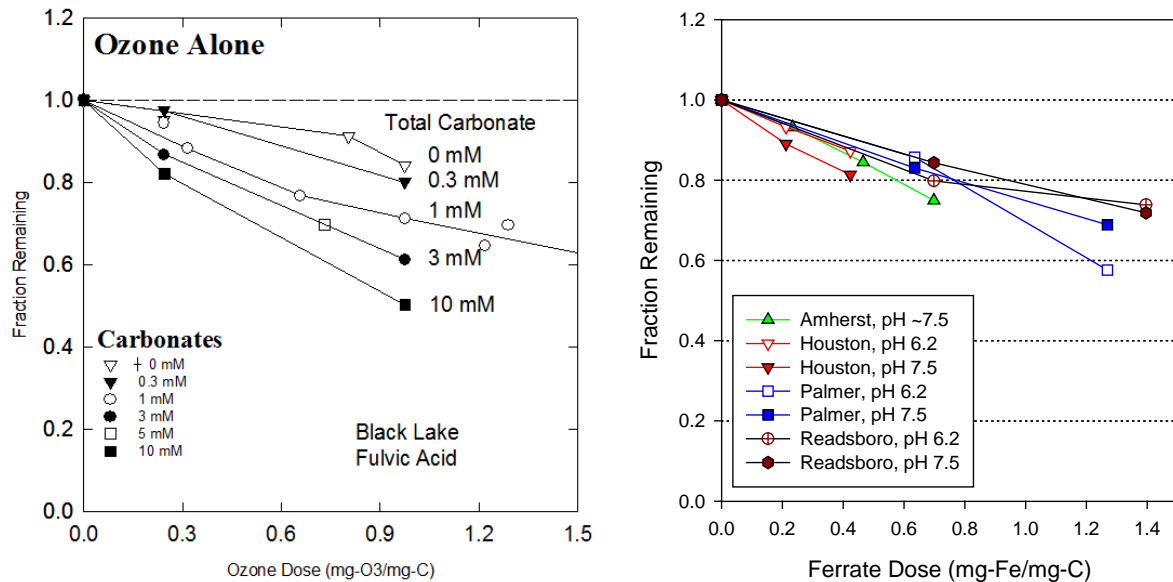 Ozone Alone
Fraction Remaining
1.2
1.0
0.8
0.6
0.4
0.2
0.0
Total Carbonate
0 mM
0.3 mM
1 mM
3 mM
10 mM
Carbonates
† 0 mM
0.3 mM
1 mM
3 mM
5 mM
10 mM
Black Lake
Fulvic Acid
0.0 0.3 0.6 0.9 1.2 1.5
Ozone Dose (mg-O3/mg-C)
Fraction Remaining
1.2
1.0
0.8
0.6
0.4
0.2
0.0
Amherst, pH ~7.5
Houston, pH 6.2
Houston, pH 7.5
Palmer, pH 6.2
Palmer, pH 7.5
Readsboro, pH 6.2
Readsboro, pH 7.5
0.0 0.2 0.4 0.6 0.8 1.0 1.2 1.4
Ferrate Dose (mg-Fe/mg-C)